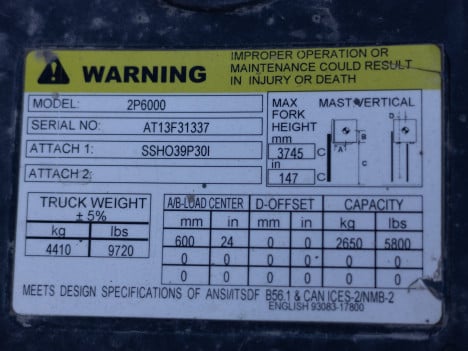 WARNING
IMPROPER OPERATION OR
MAINTENANCE COULD RESULT
IN INJURY OR DEATH
MODEL: 2P6000
SERIAL NO: AT13F31337
ATTACH 1: SSHO39P30I
ATTACH 2:
MAX FORK HEIGHT
mm
3745 C
in
147 C
MAST VERTICAL
D
B
A
C
TRUCK WEIGHT
± 5%
kg lbs
4410 9720
A/B-LOAD CENTER D-OFFSET CAPACITY
mm in mm in kg lbs
600 24 0 0 2650 5800
0 0 0 0 0 0
0 0 0 0 0 0
MEETS DESIGN SPECIFICATIONS OF ANSI/ITSDF B56.1 & CAN ICES-2/NMB-2
ENGLISH 93083-17800